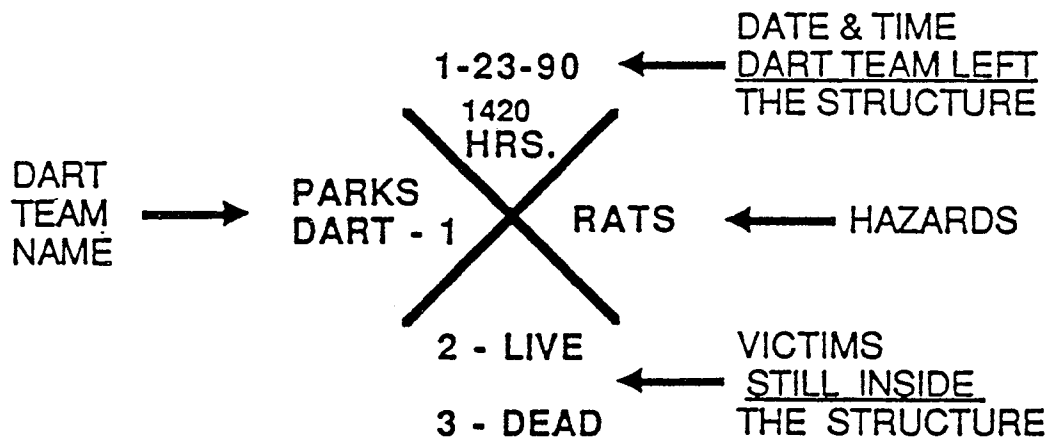 1-23-90
1420
HRS.
DATE & TIME
DART TEAM LEFT
THE STRUCTURE
DART
TEAM
NAME
PARKS
DART - 1
RATS
HAZARDS
2 - LIVE
3 - DEAD
VICTIMS
STILL INSIDE
THE STRUCTURE